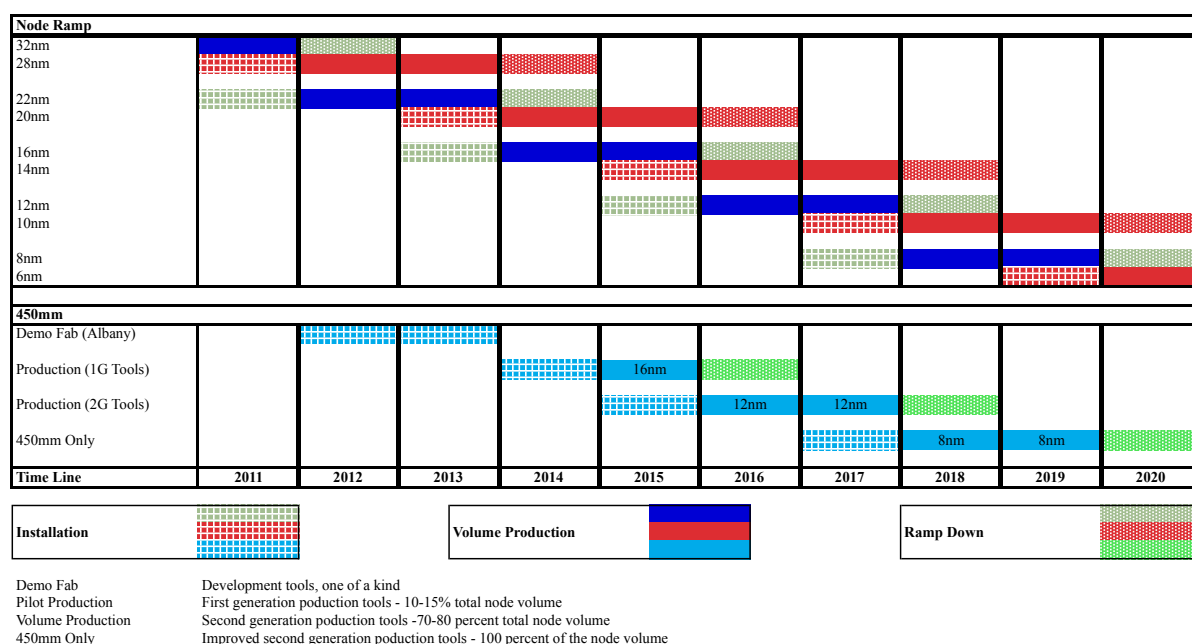 Node Ramp
32nm
28nm
22nm
20nm
16nm
14nm
12nm
10nm
8nm
6nm
450mm
Demo Fab (Albany)
Production (1G Tools) 16nm
Production (2G Tools) 12nm 12nm
450mm Only 8nm 8nm
Time Line 2011 2012 2013 2014 2015 2016 2017 2018 2019 2020
Installation Volume Production Ramp Down
Demo Fab Development tools, one of a kind
Pilot Production First generation poduction tools - 10-15% total node volume
Volume Production Second generation poduction tools -70-80 percent total node volume
450mm Only Improved second generation poduction tools - 100 percent of the node volume